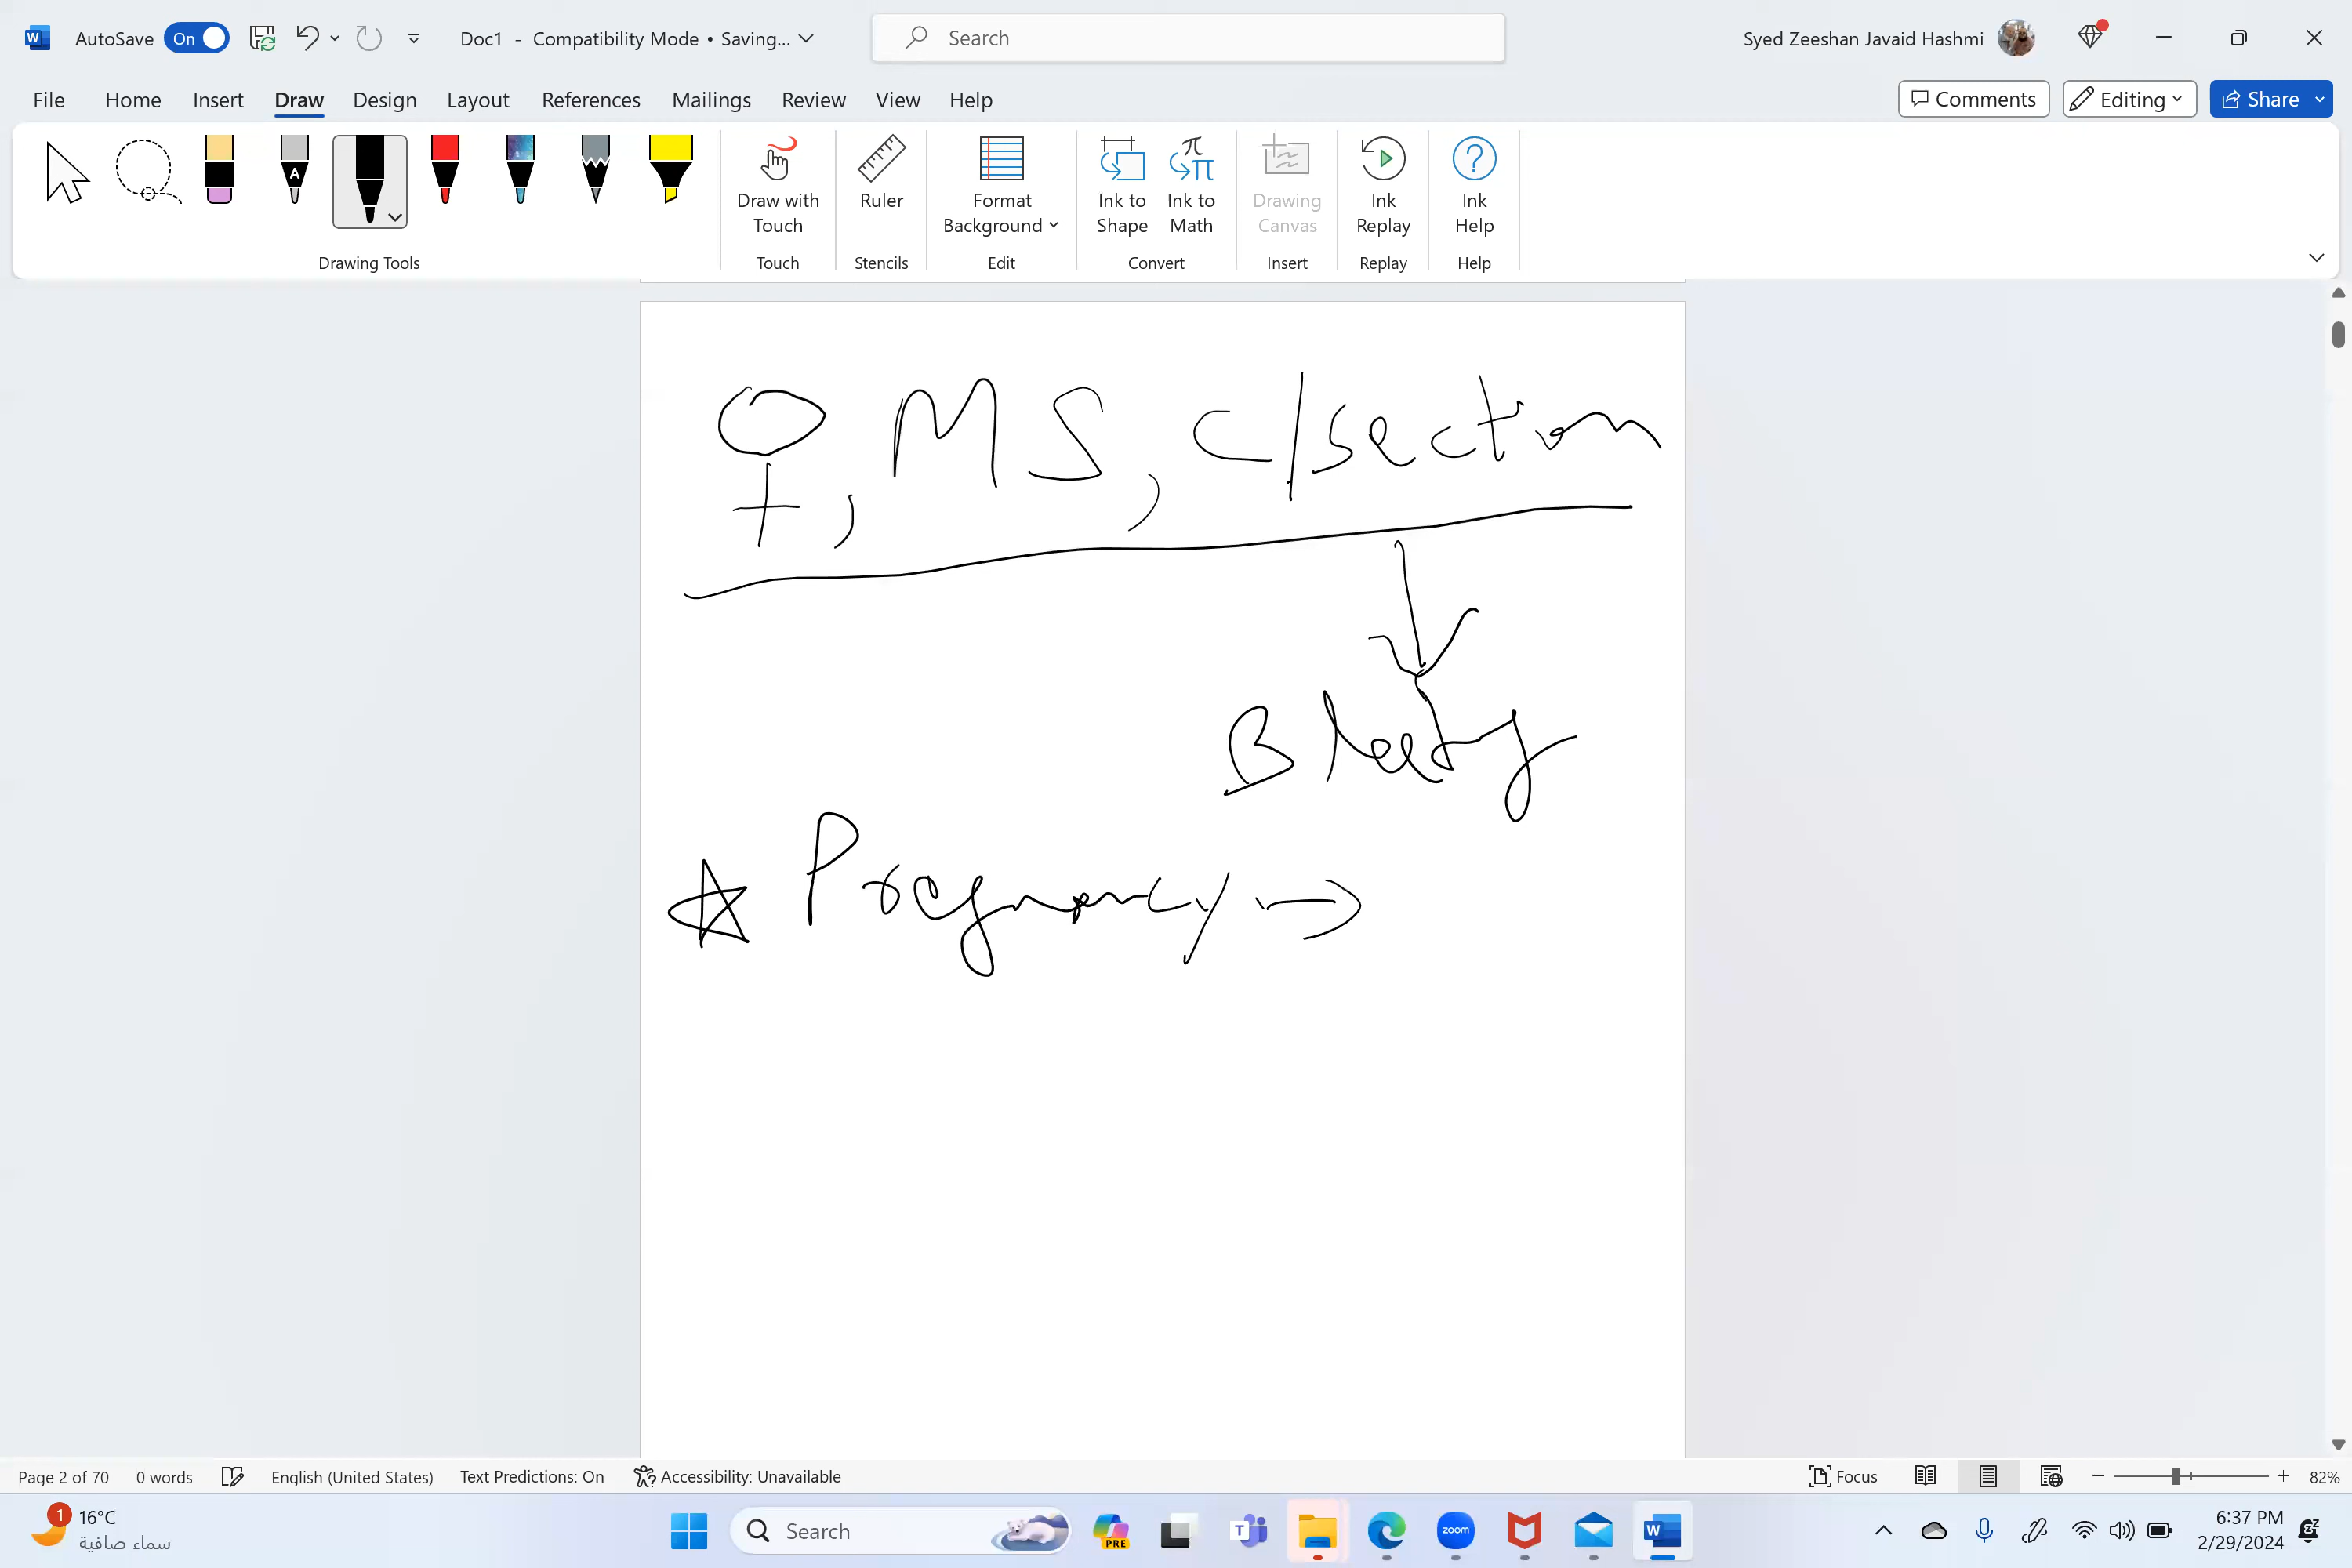 AutoSave On Doc1 - Compatibility Mode • Saving... Search Syed Zeeshan Javaid Hashmi
File Home Insert Draw Design Layout References Mailings Review View Help Comments Editing Share
A
Draw with Touch Ruler Format Background Ink to Shape Ink to Math Drawing Canvas Ink Replay Ink Help
Drawing Tools Touch Stencils Edit Convert Insert Replay Help
♀, MS, c/section
Bleeding
☆ Pregnancy →
Page 2 of 70 0 words English (United States) Text Predictions: On Accessibility: Unavailable Focus 82%
1 16°C
سماء صافية
Search PRE zoom 6:37 PM
2/29/2024